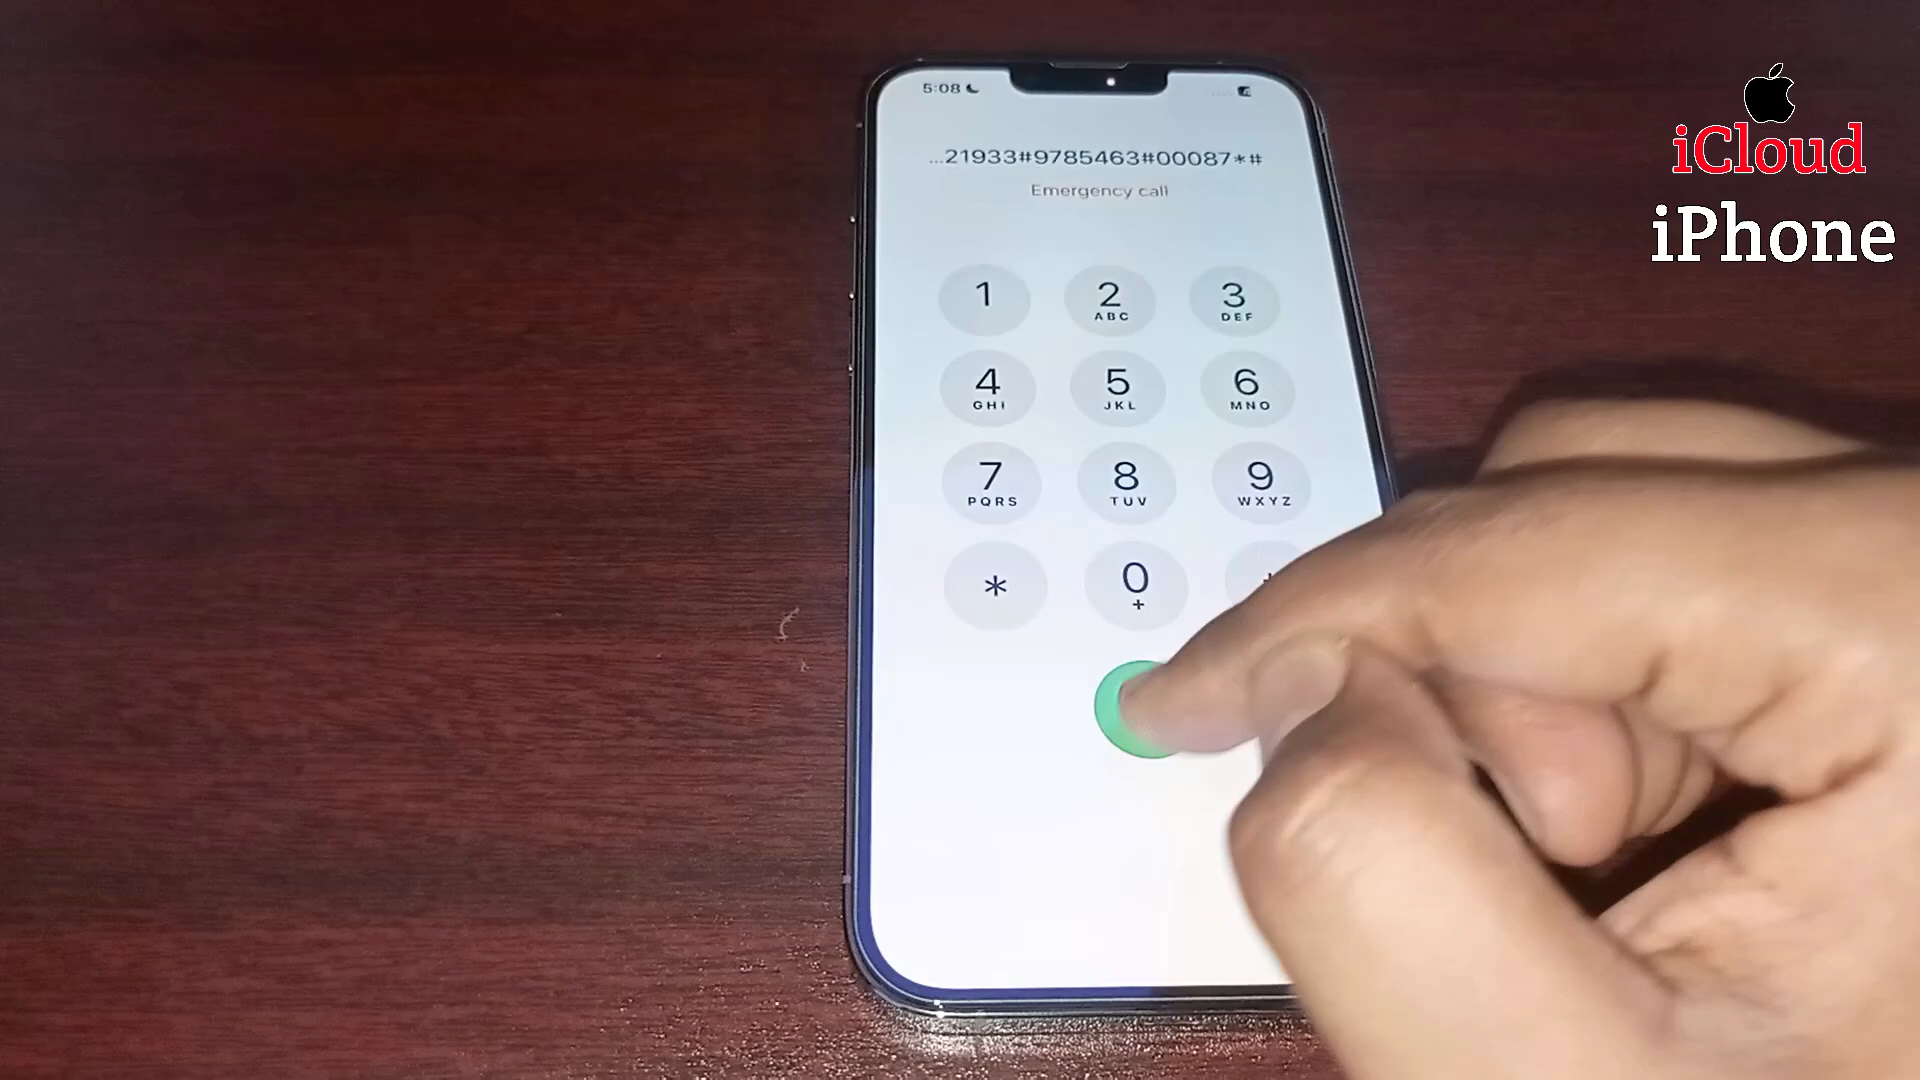 5:08
...21933#9785463#00087*#
Emergency call
1
2
ABC
3
DEF
4
GHI
5
JKL
6
MNO
7
PQRS
8
TUV
9
WXYZ
*
0
+
iCloud
iPhone